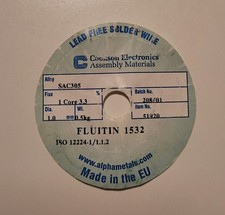 LEAD FREE SOLDER WIRE
Cookson Electronics
Assembly Materials
Alloy
SAC305
Flux % Batch No.
1 Core 3.3 208/01
Dia. Wt. Item No.
1.0 mm 0.5kg 51920
FLUITIN 1532
ISO 12224-1/1.1.2
www.alphametals.com
Made in the EU